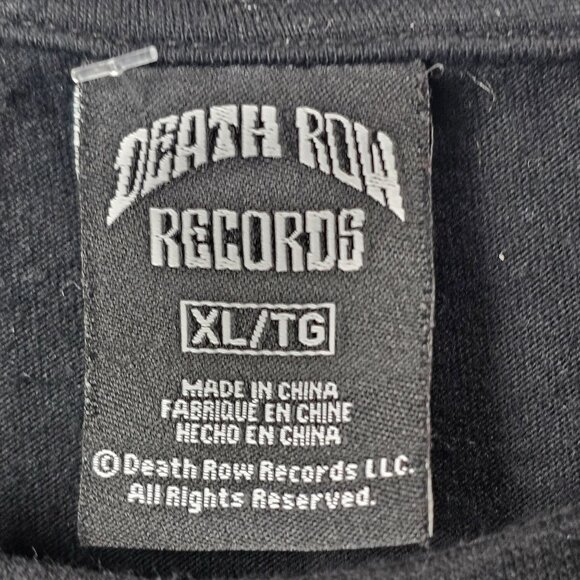 DEATH ROW
RECORDS
XL/TG
MADE IN CHINA
FABRIQUE EN CHINE
HECHO EN CHINA
© Death Row Records LLC.
All Rights Reserved.